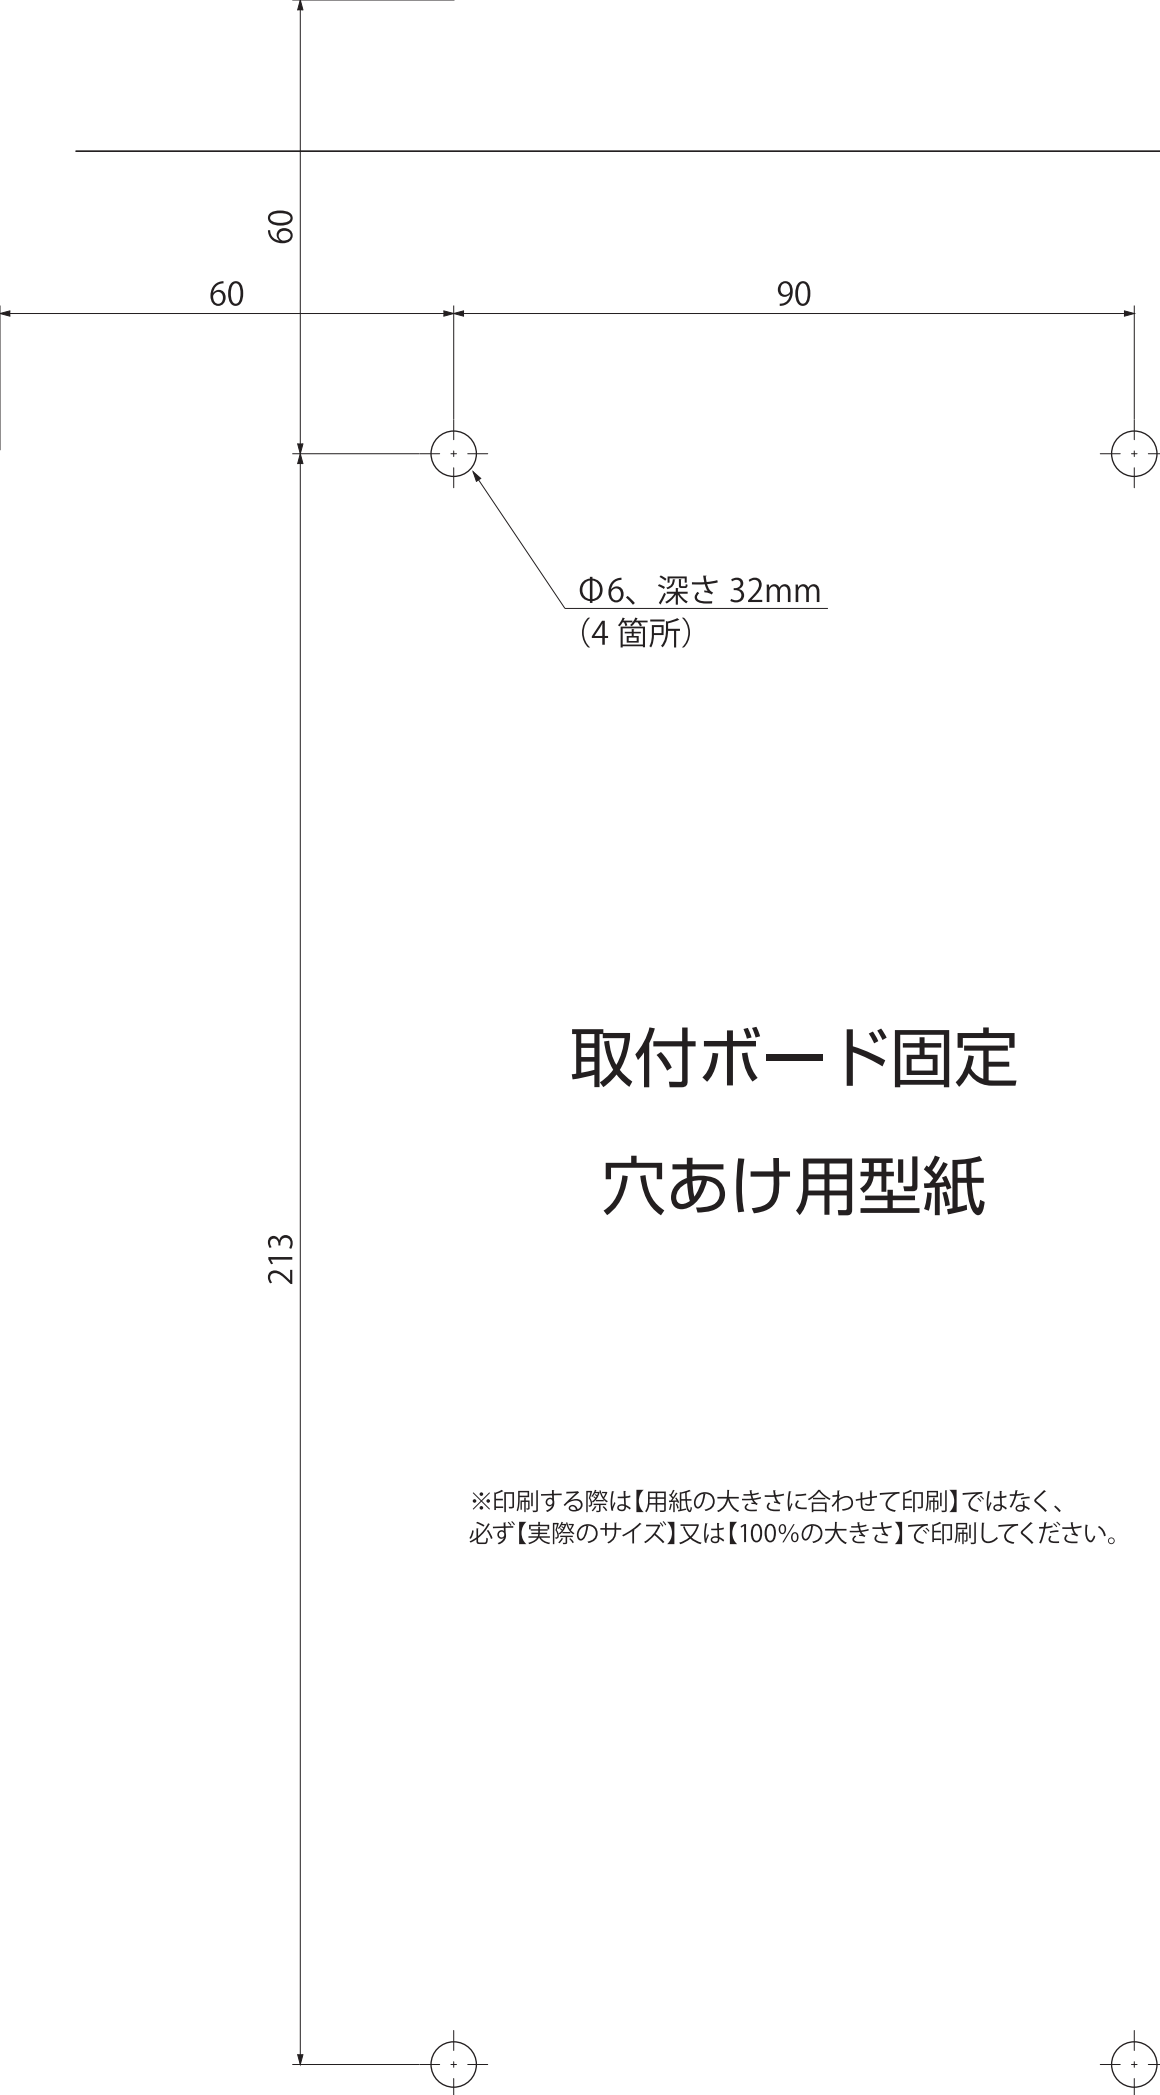 60
60
90
Φ6、深さ 32mm
（4 箇所）
取付ボード固定
穴あけ用型紙
213
※印刷する際は【用紙の大きさに合わせて印刷】ではなく、
必ず【実際のサイズ】又は【100%の大きさ】で印刷してください。